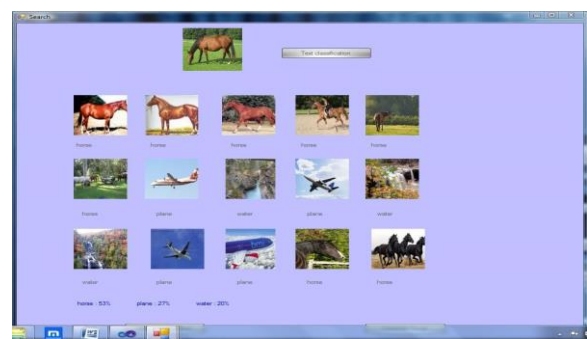 Search
Text classification
horse horse horse horse horse
horse plane water plane water
water plane plane horse horse
horse : 53% plane : 27% water : 20%